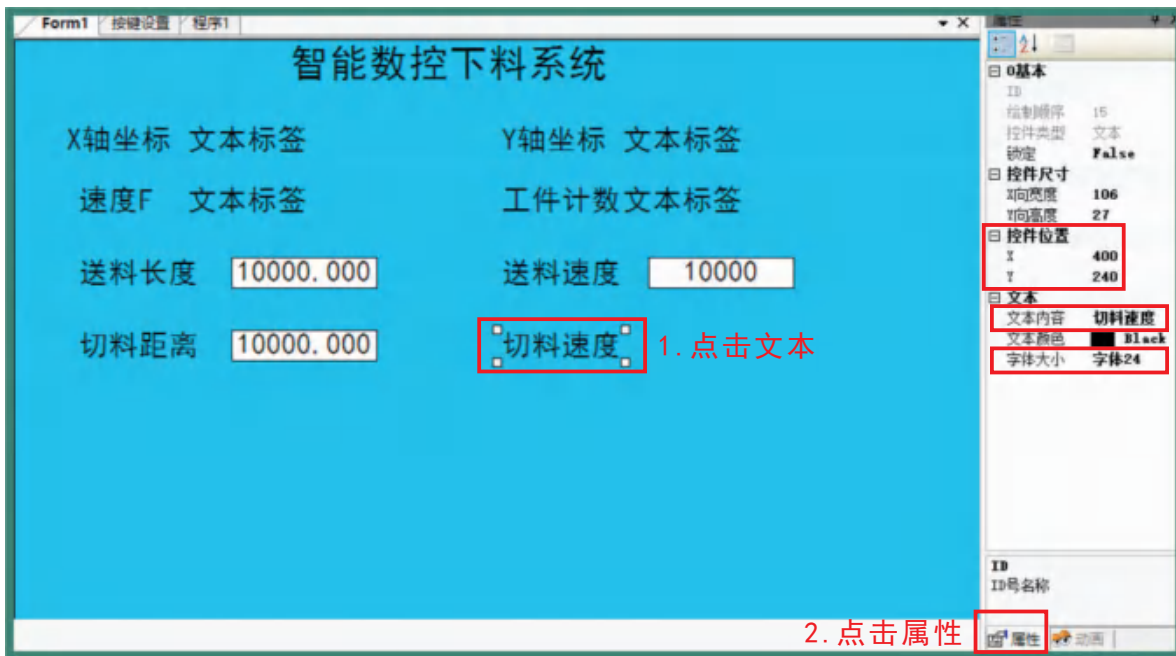 Form1 按键设置 程序1
属性
智能数控下料系统
X轴坐标 文本标签 Y轴坐标 文本标签
速度F 文本标签 工件计数 文本标签
送料长度 10000.000 送料速度 10000
切料距离 10000.000 切料速度 1.点击文本
0基本
ID
绘制顺序 15
控件类型 文本
锁定 False
控件尺寸
X向宽度 106
Y向高度 27
控件位置
X 400
Y 240
文本
文本内容 切料速度
文本颜色 Black
字体大小 字体24
ID
ID号名称
2.点击属性 属性 动画